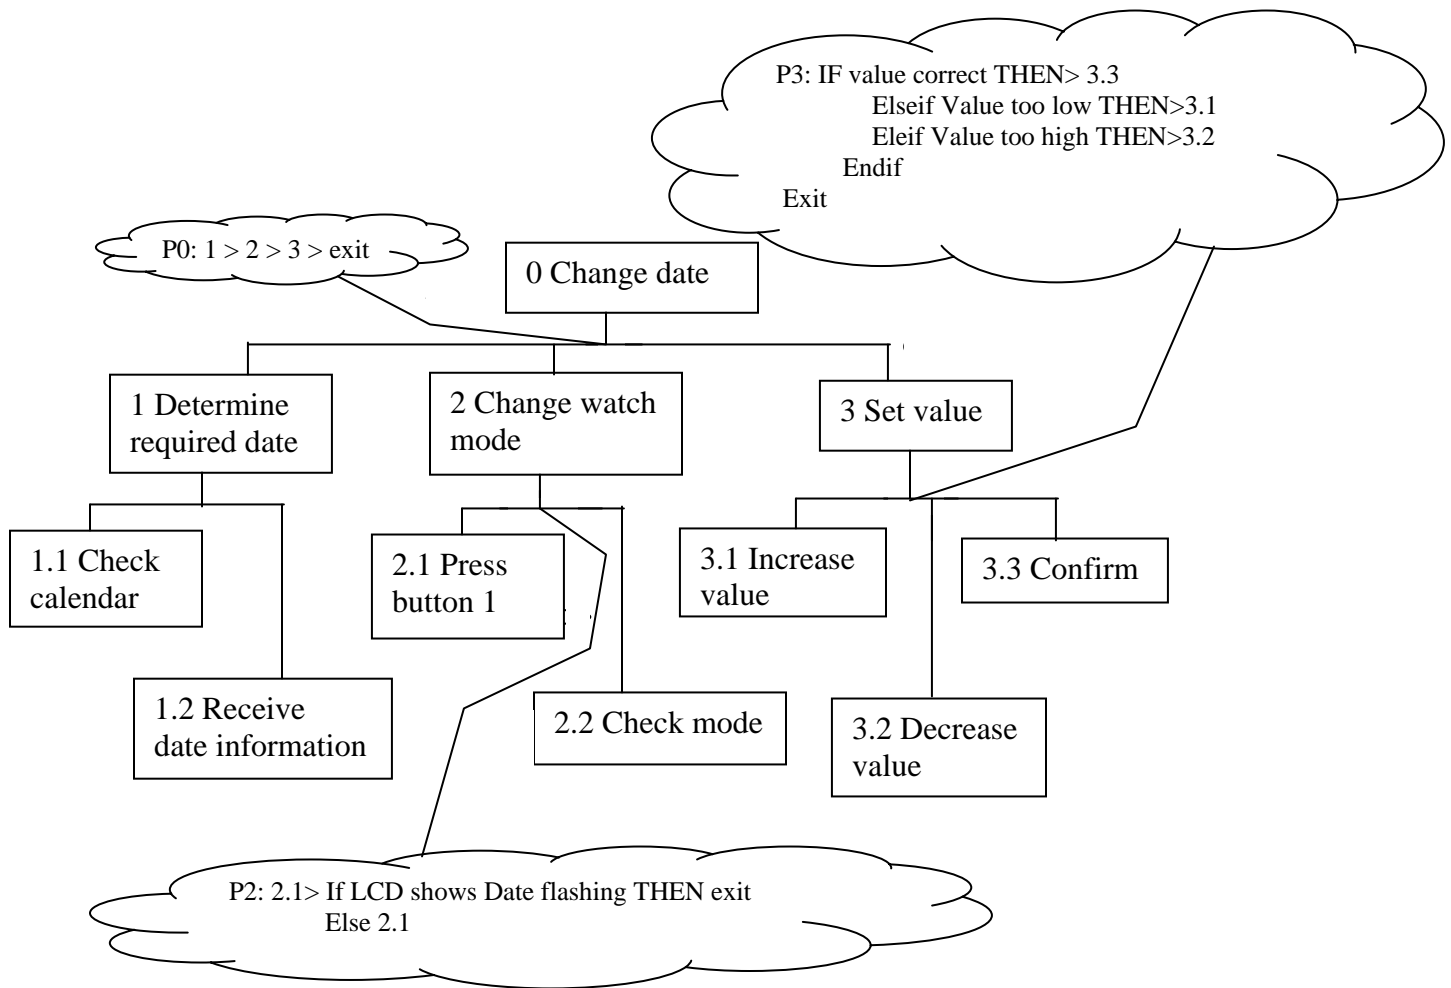 P3: IF value correct THEN> 3.3
Elseif Value too low THEN>3.1
Eleif Value too high THEN>3.2
Endif
Exit
P0: 1 > 2 > 3 > exit
0 Change date
1 Determine
required date
2 Change watch
mode
3 Set value
1.1 Check
calendar
2.1 Press
button 1
3.1 Increase
value
3.3 Confirm
1.2 Receive
date information
2.2 Check mode
3.2 Decrease
value
P2: 2.1> If LCD shows Date flashing THEN exit
Else 2.1